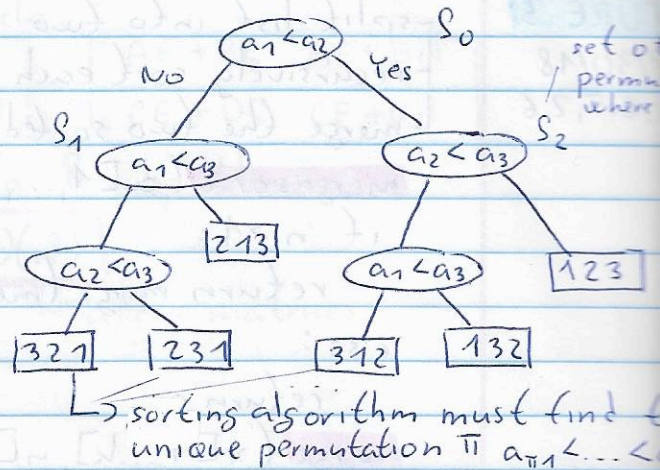 a1<a2 S0
No Yes
set of
permu
where
S1 a1<a3 a2<a3 S2
213
a2<a3 a1<a3 123
321 231 312 132
sorting algorithm must find
unique permutation π aπ1<...<